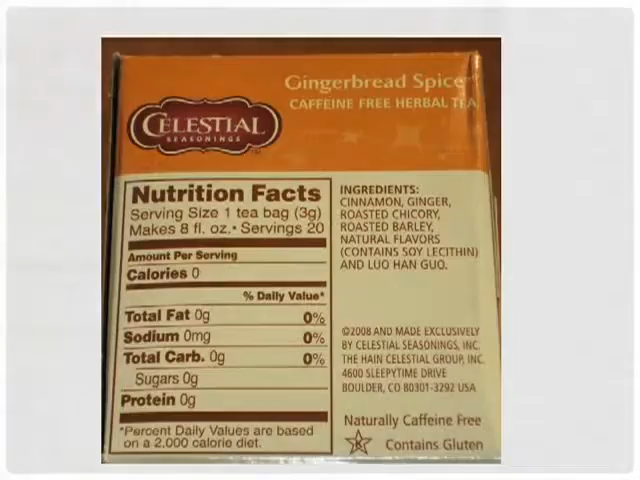 Gingerbread Spice™
CAFFEINE FREE HERBAL TEA
CELESTIAL
SEASONINGS
™
Nutrition Facts
Serving Size 1 tea bag (3g)
Makes 8 fl. oz. • Servings 20
Amount Per Serving
Calories 0
% Daily Value*
Total Fat 0g 0%
Sodium 0mg 0%
Total Carb. 0g 0%
Sugars 0g
Protein 0g
*Percent Daily Values are based
on a 2,000 calorie diet.
INGREDIENTS:
CINNAMON, GINGER,
ROASTED CHICORY,
ROASTED BARLEY,
NATURAL FLAVORS
(CONTAINS SOY LECITHIN)
AND LUO HAN GUO.
©2008 AND MADE EXCLUSIVELY
BY CELESTIAL SEASONINGS, INC.
THE HAIN CELESTIAL GROUP, INC.
4600 SLEEPYTIME DRIVE
BOULDER, CO 80301-3292 USA
Naturally Caffeine Free
K Contains Gluten